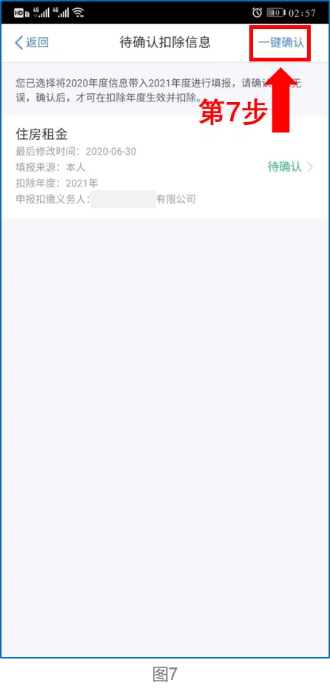 HD 4G 4G 02:57
返回 待确认扣除信息 一键确认
您已选择将2020年度信息带入2021年度进行填报，请确认 无
误，确认后，才可在扣除年度生效并扣除。
第7步
住房租金
最后修改时间：2020-06-30
填报来源：本人
待确认
扣除年度：2021年
申报扣缴义务人： 有限公司
图7